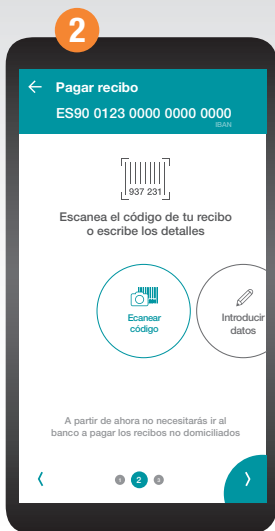 2
Pagar recibo
ES90 0123 0000 0000 0000
IBAN
937 231
Escanea el código de tu recibo
o escribe los detalles
Ecanear
código
Introducir
datos
A partir de ahora no necesitarás ir al
banco a pagar los recibos no domiciliados
1 2 3